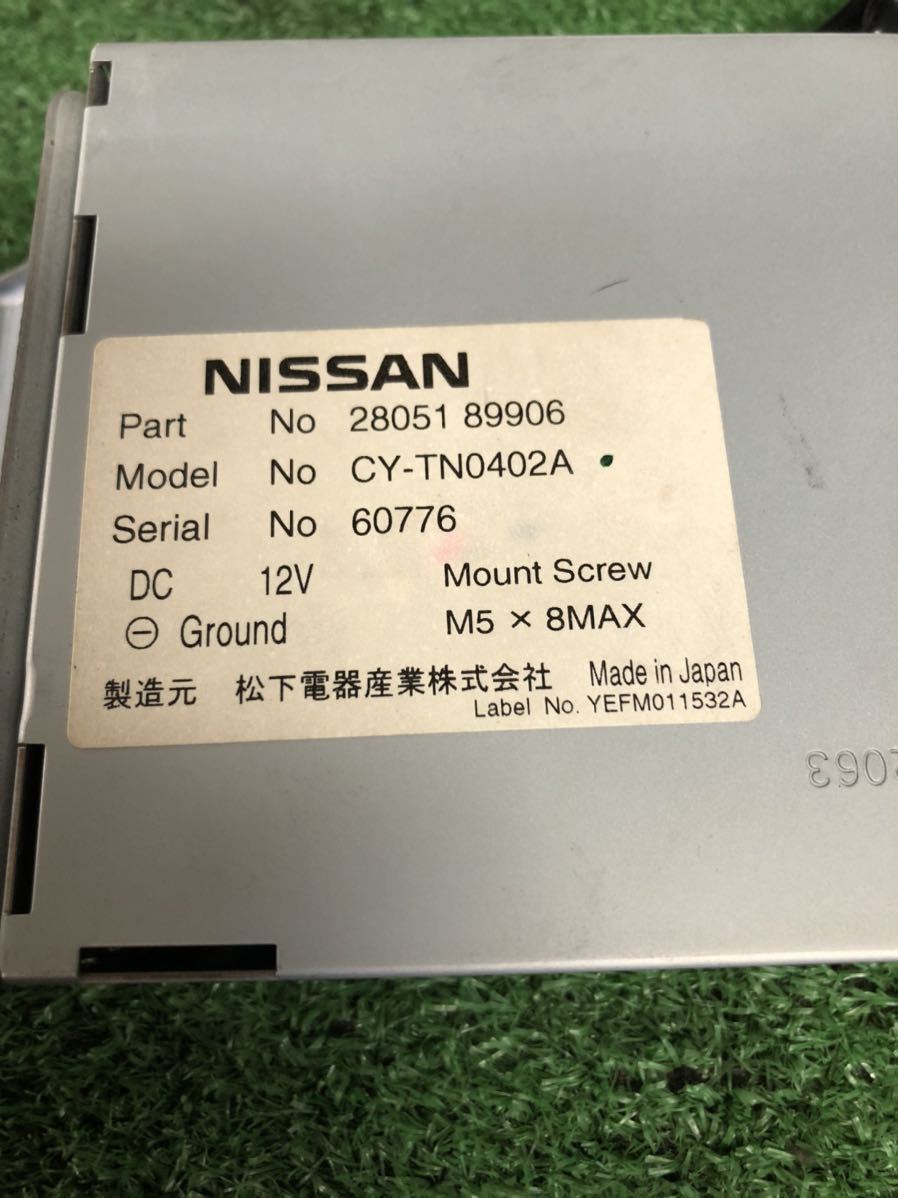 NISSAN
Part No 28051 89906
Model No CY-TN0402A
Serial No 60776
DC 12V Mount Screw
⊖ Ground M5 × 8MAX
製造元 松下電器産業株式会社 Made in Japan
Label No. YEFM011532A